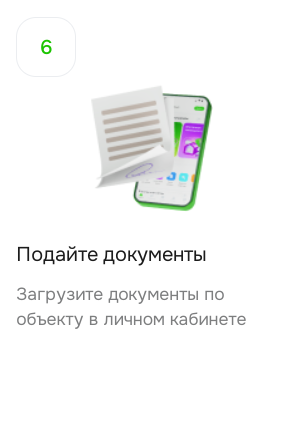 6
Подайте документы
Загрузите документы по
объекту в личном кабинете